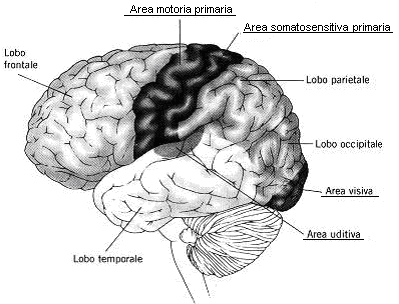 Area motoria primaria
Area somatosensitiva primaria
Lobo
frontale
Lobo parietale
Lobo occipitale
Area visiva
Area uditiva
Lobo temporale